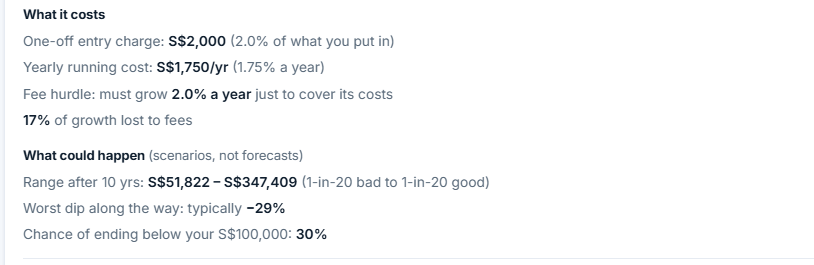 What it costs
One-off entry charge: S$2,000 (2.0% of what you put in)
Yearly running cost: S$1,750/yr (1.75% a year)
Fee hurdle: must grow 2.0% a year just to cover its costs
17% of growth lost to fees
What could happen (scenarios, not forecasts)
Range after 10 yrs: S$51,822 – S$347,409 (1-in-20 bad to 1-in-20 good)
Worst dip along the way: typically −29%
Chance of ending below your S$100,000: 30%